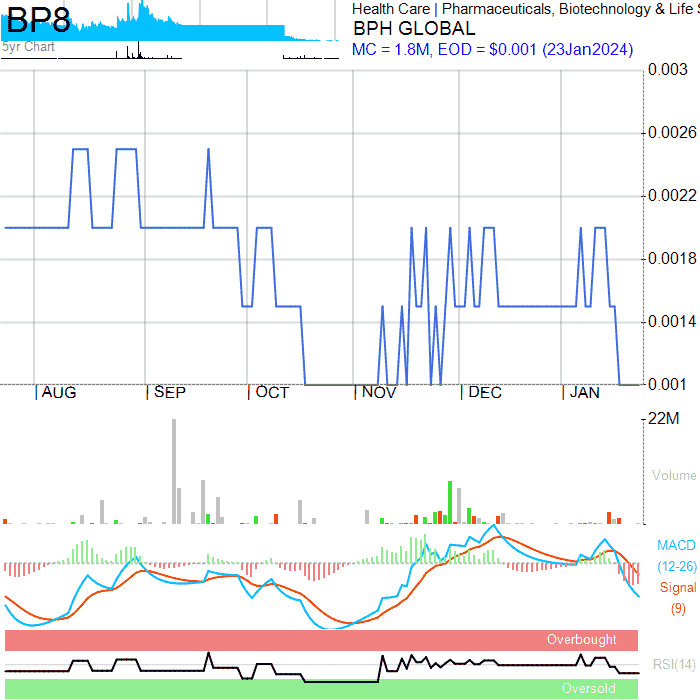 BP8
5yr Chart
Health Care | Pharmaceuticals, Biotechnology & Life S
BPH GLOBAL
MC = 1.8M, EOD = $0.001 (23Jan2024)
0.003
0.0026
0.0022
0.0018
0.0014
0.001
AUG SEP OCT NOV DEC JAN
22M
Volume
MACD
(12-26)
Signal
(9)
Overbought
RSI(14)
Oversold